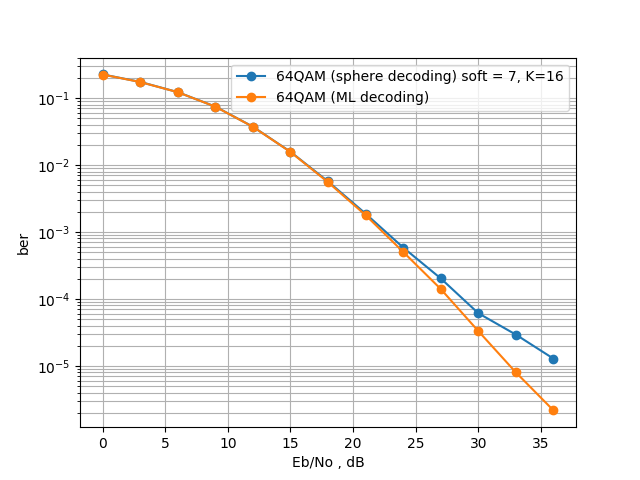 64QAM (sphere decoding) soft = 7, K=16
64QAM (ML decoding)
10⁻¹
10⁻²
10⁻³
10⁻⁴
10⁻⁵
ber
0 5 10 15 20 25 30 35
Eb/No , dB